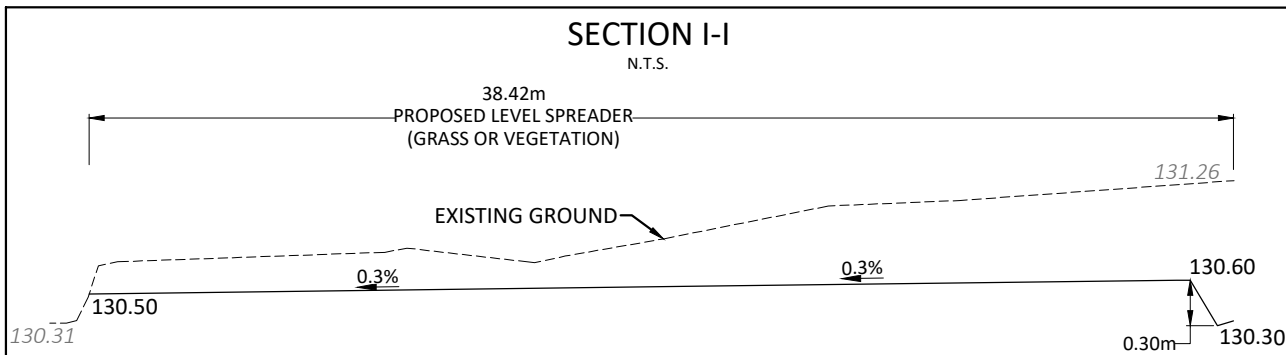 SECTION I-I
N.T.S.
38.42m
PROPOSED LEVEL SPREADER
(GRASS OR VEGETATION)
131.26
EXISTING GROUND
0.3%
0.3%
130.60
130.50
130.31
0.30m
130.30